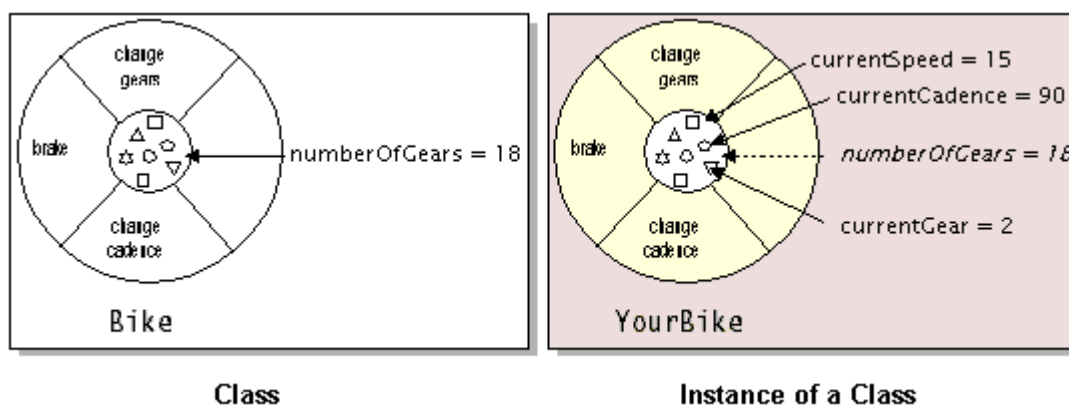 change
gears
brake
numberOfGears = 18
change
cadence
Bike
Class
change
gears
currentSpeed = 15
currentCadence = 90
brake
numberOfGears = 18
currentGear = 2
change
cadence
YourBike
Instance of a Class